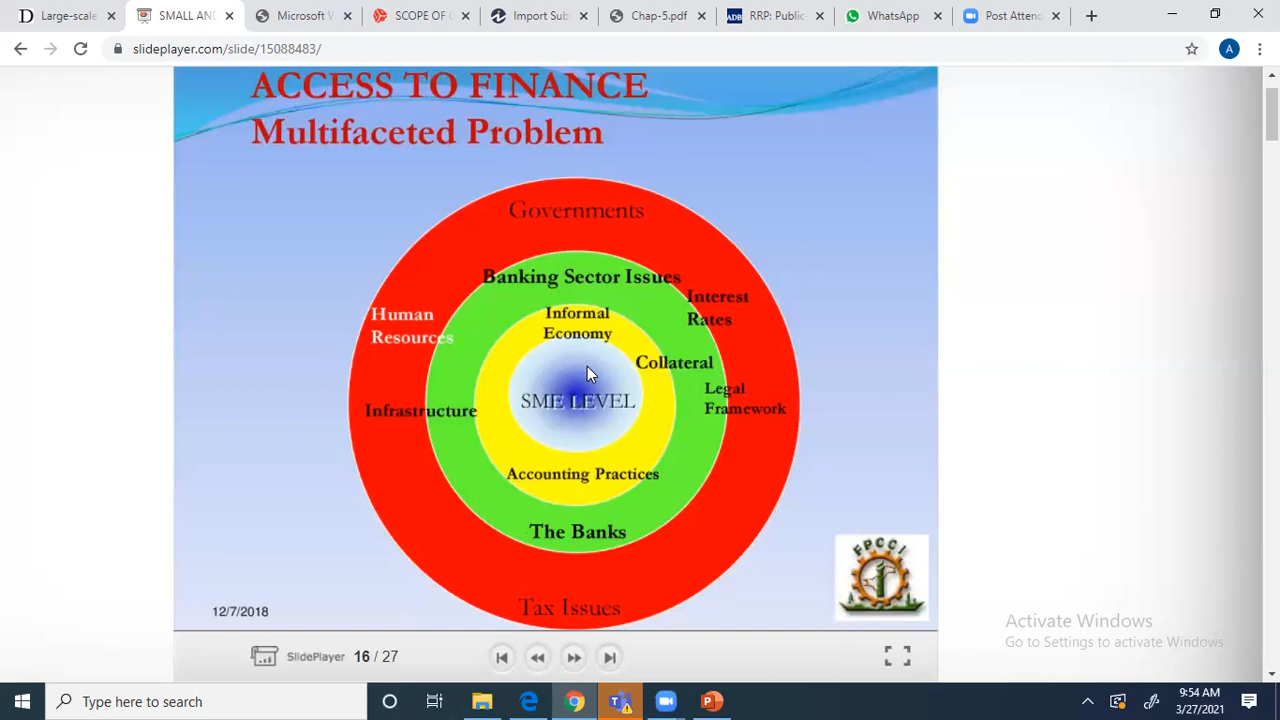 Large-scale
SMALL AND
Microsoft W
SCOPE OF C
Import Sub
Chap-5.pdf
ADB
RRP: Public
WhatsApp
Post Attend
slideplayer.com/slide/15088483/
A
ACCESS TO FINANCE
Multifaceted Problem
Governments
Banking Sector Issues
Interest
Rates
Human
Resources
Informal
Economy
Collateral
Legal
Framework
SME LEVEL
Infrastructure
Accounting Practices
The Banks
FPCCI
Tax Issues
12/7/2018
Activate Windows
Go to Settings to activate Windows.
SlidePlayer
16 / 27
Type here to search
9:54 AM
3/27/2021